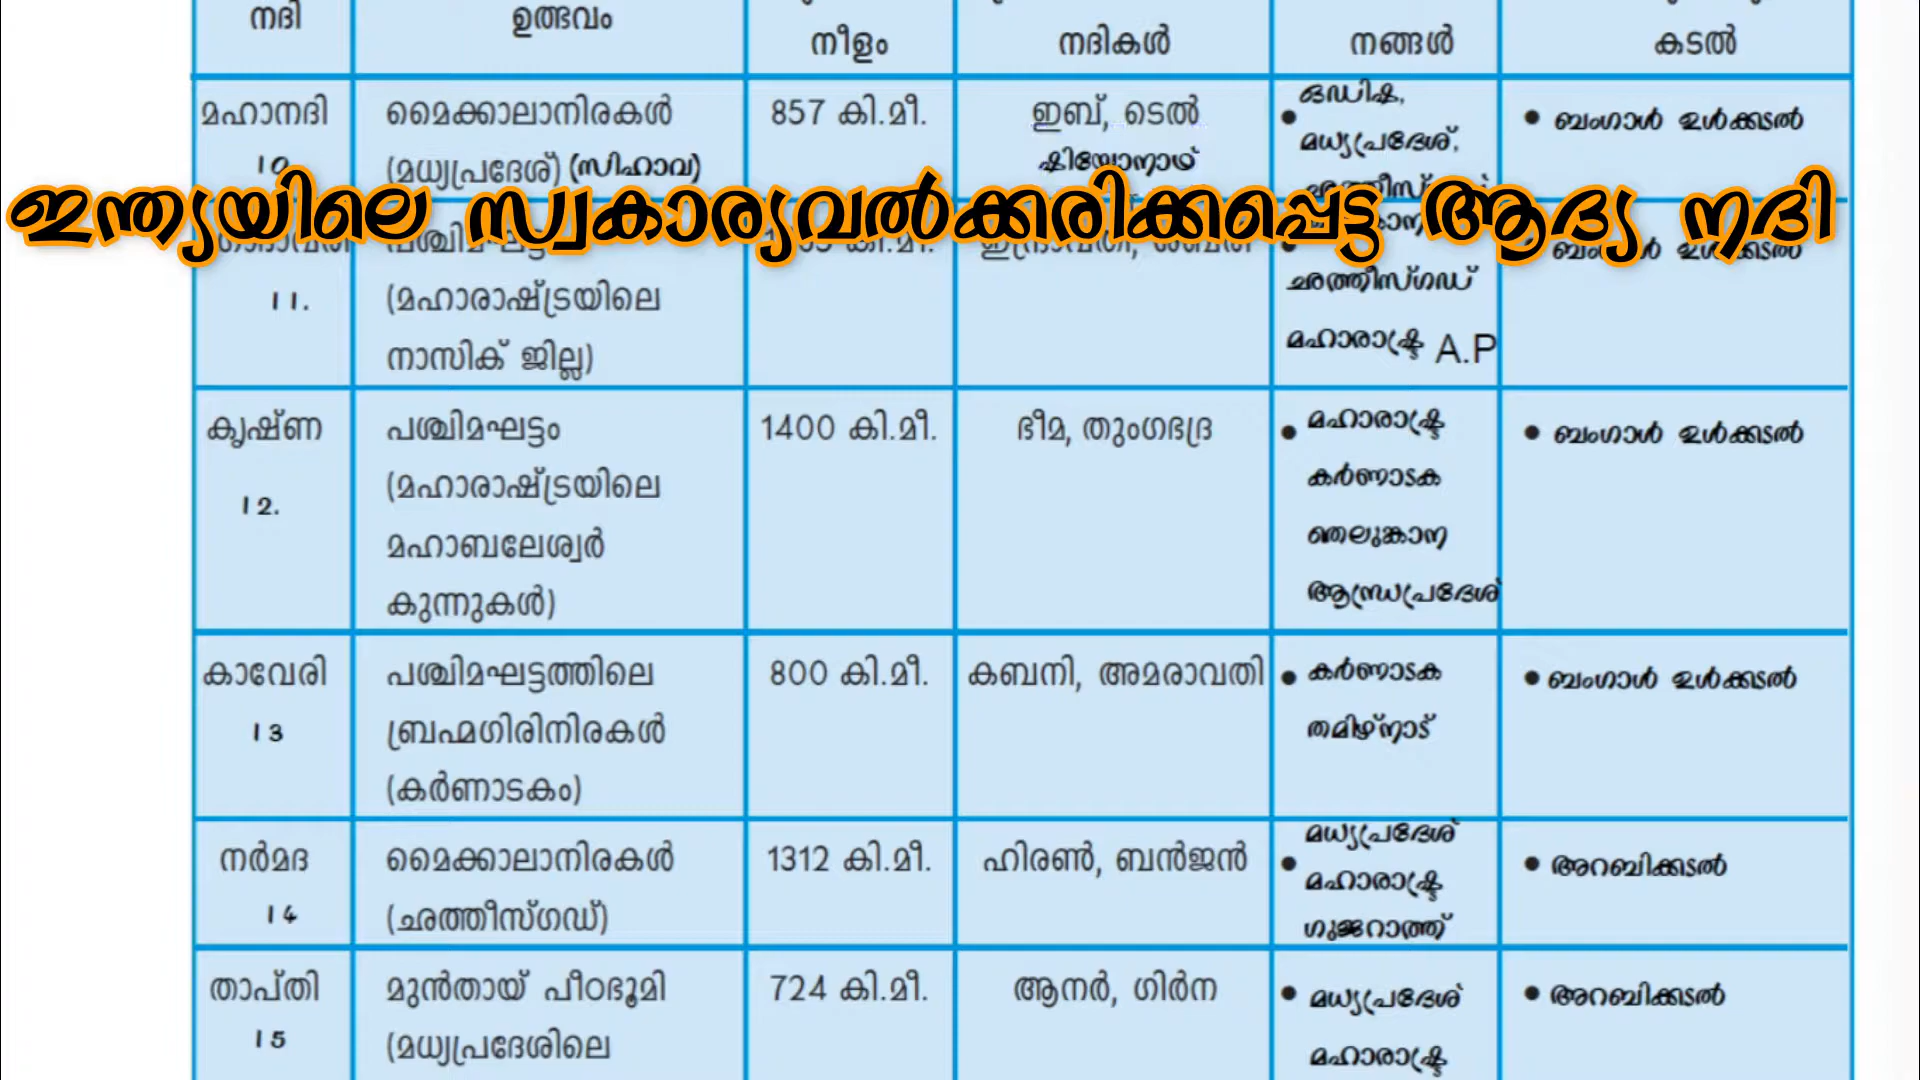 നദി ഉത്ഭവം നീളം നദികൾ നങ്ങൾ കടൽ
മഹാനദി മൈക്കാലാനിരകൾ 857 കി.മീ. ഇബ്, ടെൽ ഒഡിഷ, ബംഗാൾ ഉൾക്കടൽ
10 (മധ്യപ്രദേശ്) (സിഹാവ) ഷിയോനാഥ് മധ്യപ്രദേശ്,
ഇന്ത്യയിലെ സ്വകാര്യവൽക്കരിക്കപ്പെട്ട ആദ്യ നദി
ബംഗാൾ ഉൾക്കടൽ
11. (മഹാരാഷ്ട്രയിലെ ഛത്തീസ്ഗഡ്
നാസിക് ജില്ല) മഹാരാഷ്ട്ര A.P
കൃഷ്ണ പശ്ചിമഘട്ടം 1400 കി.മീ. ഭീമ, തുംഗഭദ്ര മഹാരാഷ്ട്ര ബംഗാൾ ഉൾക്കടൽ
12. (മഹാരാഷ്ട്രയിലെ കർണാടക
മഹാബലേശ്വർ തെലുങ്കാന
കുന്നുകൾ) ആന്ധ്രപ്രദേശ്
കാവേരി പശ്ചിമഘട്ടത്തിലെ 800 കി.മീ. കബനി, അമരാവതി കർണാടക ബംഗാൾ ഉൾക്കടൽ
13 ബ്രഹ്മഗിരിനിരകൾ തമിഴ്നാട്
(കർണാടകം)
നർമദ മൈക്കാലാനിരകൾ 1312 കി.മീ. ഹിരൺ, ബൻജൻ മധ്യപ്രദേശ് അറബിക്കടൽ
മഹാരാഷ്ട്ര
14 (ഛത്തീസ്ഗഡ്) ഗുജറാത്ത്
താപ്തി മുൻതായ് പീഠഭൂമി 724 കി.മീ. ആനർ, ഗിർന മധ്യപ്രദേശ് അറബിക്കടൽ
15 (മധ്യപ്രദേശിലെ മഹാരാഷ്ട്ര